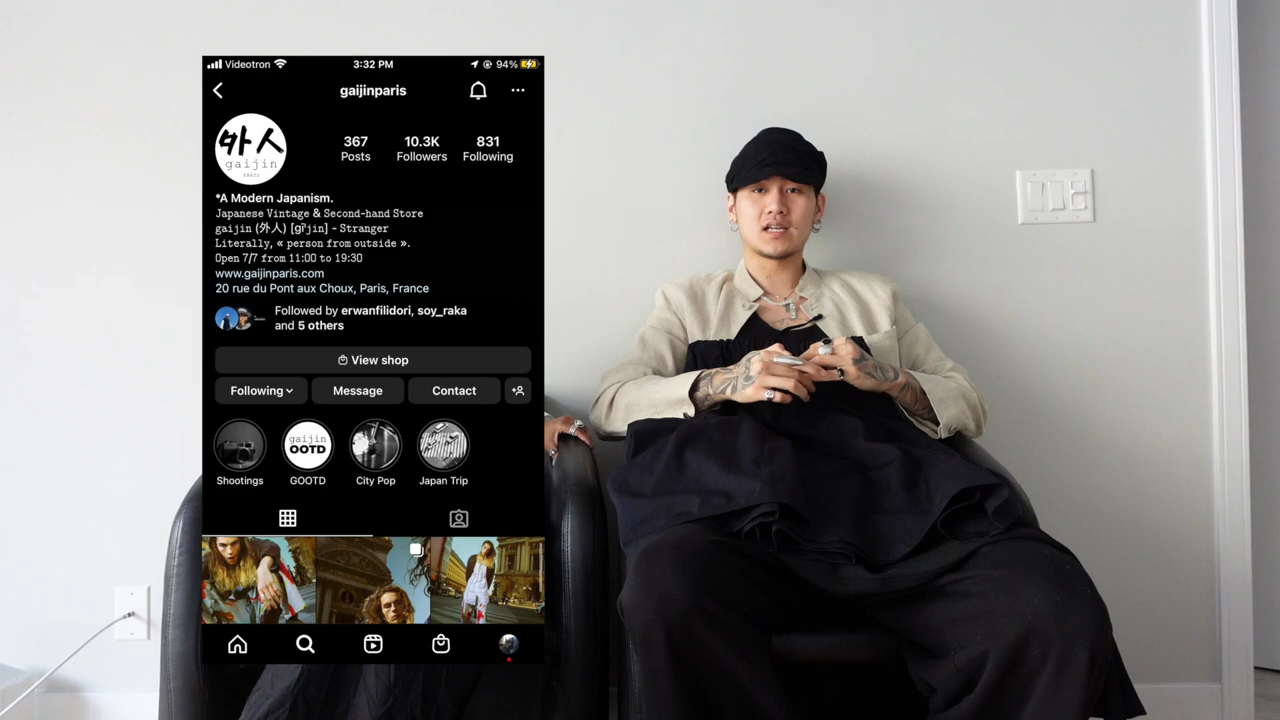 Videotron 3:32 PM 94%
gaijinparis
外人
gaijin
PARIS
367 10.3K 831
Posts Followers Following
*A Modern Japanism.
Japanese Vintage & Second-hand Store
gaijin (外人) [gīˈjin] - Stranger
Literally, « person from outside ».
Open 7/7 from 11:00 to 19:30
www.gaijinparis.com
20 rue du Pont aux Choux, Paris, France
Followed by erwanfilidori, soy_raka
and 5 others
View shop
Following Message Contact
gaijin
OOTD
Shootings GOOTD City Pop Japan Trip